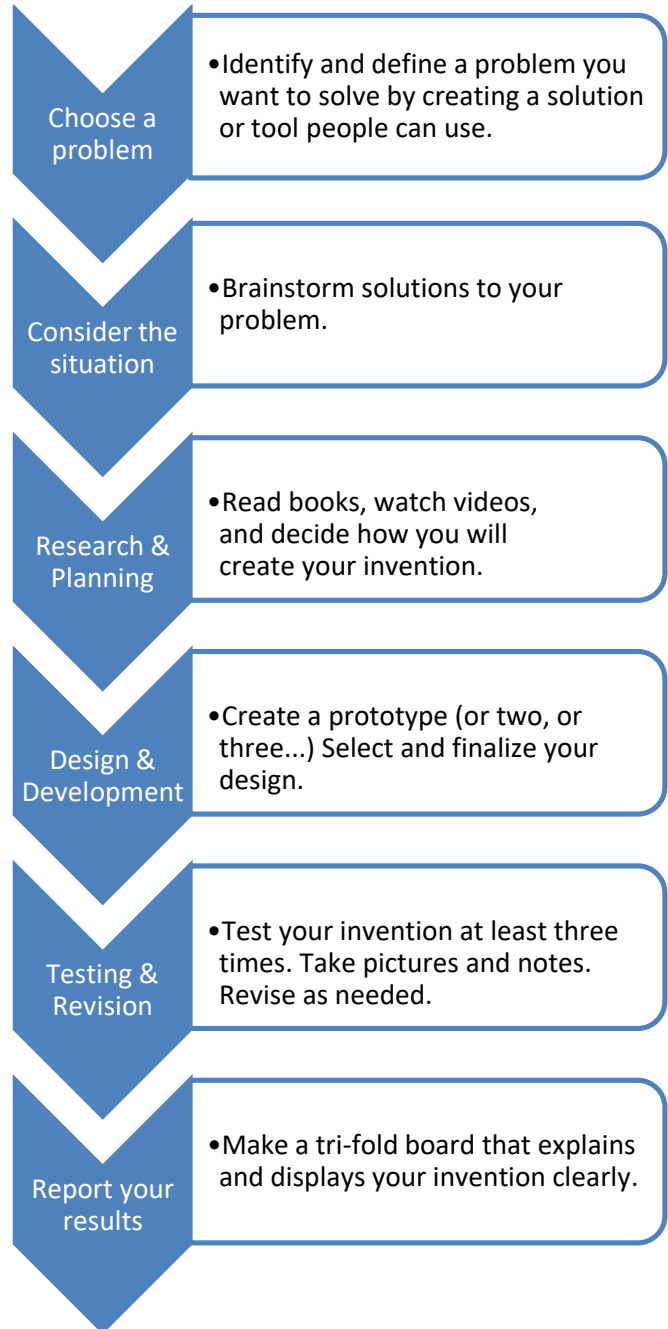 Choose a
problem
•Identify and define a problem you
want to solve by creating a solution
or tool people can use.
Consider the
situation
•Brainstorm solutions to your
problem.
Research &
Planning
•Read books, watch videos,
and decide how you will
create your invention.
Design &
Development
•Create a prototype (or two, or
three...) Select and finalize your
design.
Testing &
Revision
•Test your invention at least three
times. Take pictures and notes.
Revise as needed.
Report your
results
•Make a tri-fold board that explains
and displays your invention clearly.